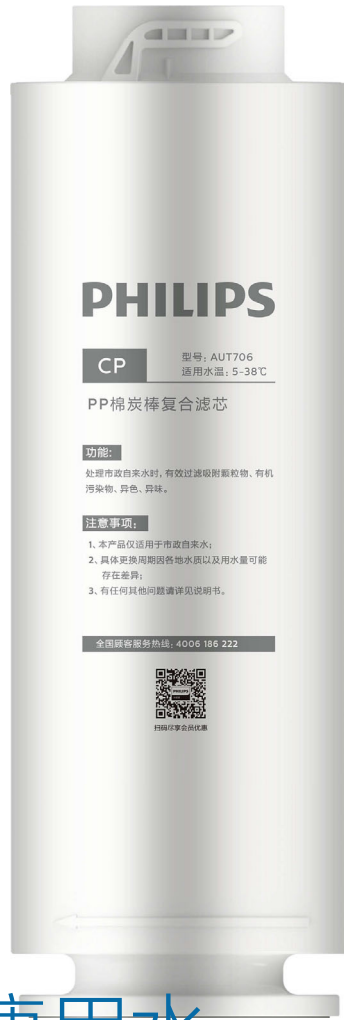 PHILIPS
CP
型号: AUT706
适用水温: 5-38℃
PP棉炭棒复合滤芯
功能:
处理市政自来水时, 有效过滤吸附颗粒物、有机
污染物、异色、异味。
注意事项:
1、本产品仅适用于市政自来水;
2、具体更换周期因各地水质以及用水量可能
存在差异;
3、有任何其他问题请详见说明书。
全国顾客服务热线: 4006 186 222
PHILIPS
扫码尽享会员优惠
用水